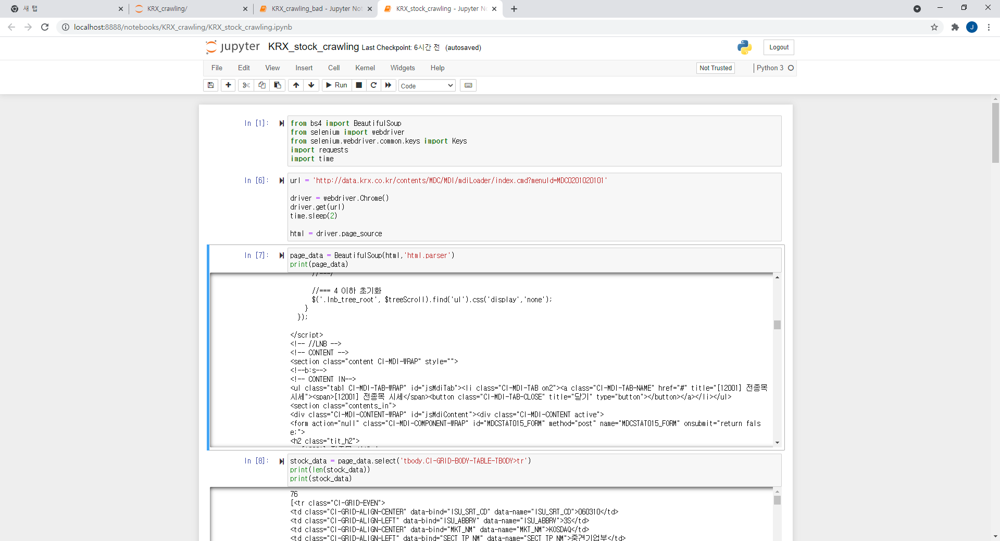 새 탭
KRX_crawling/
KRX_crawling_bad - Jupyter Not
KRX_stock_crawling - Jupyter No
localhost:8888/notebooks/KRX_crawling/KRX_stock_crawling.ipynb
J
jupyter KRX_stock_crawling Last Checkpoint: 6시간 전 (autosaved)
Logout
File Edit View Insert Cell Kernel Widgets Help
Not Trusted
Python 3
Run
Code
In [1]:
from bs4 import BeautifulSoup
from selenium import webdriver
from selenium.webdriver.common.keys import Keys
import requests
import time
In [6]:
url = 'http://data.krx.co.kr/contents/MDC/MDI/mdiLoader/index.cmd?menuId=MDC0201020101'
driver = webdriver.Chrome()
driver.get(url)
time.sleep(2)
html = driver.page_source
In [7]:
page_data = BeautifulSoup(html,'html.parser')
print(page_data)
//===/
//=== 4 이하 초기화
$('.lnb_tree_root', $treeScroll).find('ul').css('display','none');
}
});
</script>
<!-- //LNB -->
<!-- CONTENT -->
<section class="content CI-MDI-WRAP" style="">
<!--b:s-->
<!-- CONTENT IN-->
<ul class="tab1 CI-MDI-TAB-WRAP" id="jsMdiTab"><li class="CI-MDI-TAB on2"><a class="CI-MDI-TAB-NAME" href="#" title="[12001] 전종목
시세"><span>[12001] 전종목 시세</span><button class="CI-MDI-TAB-CLOSE" title="닫기" type="button"></button></a></li></ul>
<section class="contents_in">
<div class="CI-MDI-CONTENT-WRAP" id="jsMdiContent"><div class="CI-MDI-CONTENT active">
<form action="null" class="CI-MDI-COMPONENT-WRAP" id="MDCSTAT015_FORM" method="post" name="MDCSTAT015_FORM" onsubmit="return fals
e;">
<h2 class="tit_h2">
In [8]:
stock_data = page_data.select('tbody.CI-GRID-BODY-TABLE-TBODY>tr')
print(len(stock_data))
print(stock_data)
76
[<tr class="CI-GRID-EVEN">
<td class="CI-GRID-ALIGN-CENTER" data-bind="ISU_SRT_CD" data-name="ISU_SRT_CD">060310</td>
<td class="CI-GRID-ALIGN-LEFT" data-bind="ISU_ABBRV" data-name="ISU_ABBRV">3S</td>
<td class="CI-GRID-ALIGN-CENTER" data-bind="MKT_NM" data-name="MKT_NM">KOSDAQ</td>
<td class="CI-GRID-ALIGN-LEFT" data-bind="SECT_TP_NM" data-name="SECT_TP_NM">중견기업부</td>